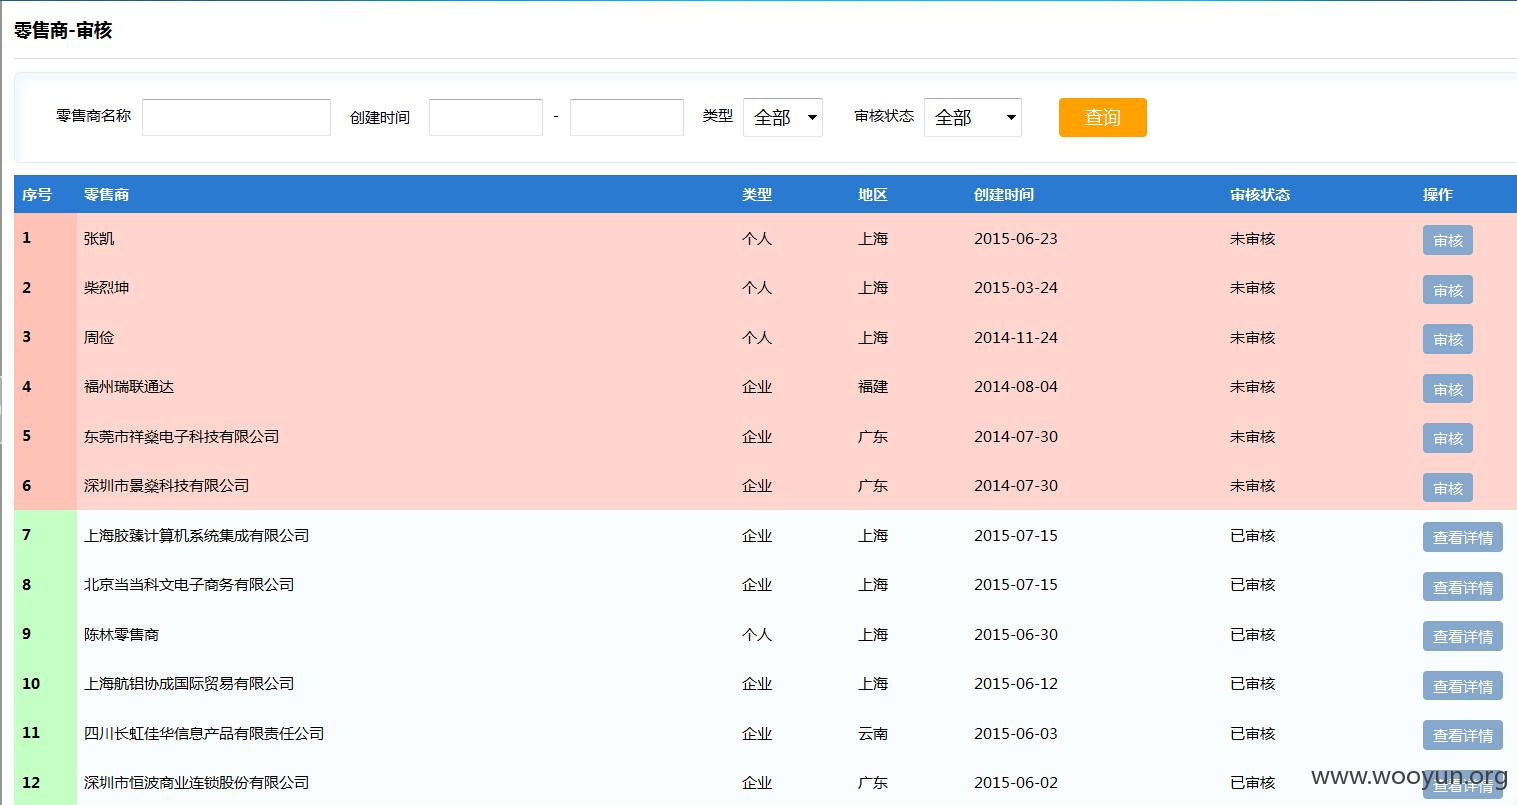 零售商-审核
零售商名称 创建时间 - 类型 全部 审核状态 全部 查询
序号 零售商 类型 地区 创建时间 审核状态 操作
1 张凯 个人 上海 2015-06-23 未审核 审核
2 柴烈坤 个人 上海 2015-03-24 未审核 审核
3 周俭 个人 上海 2014-11-24 未审核 审核
4 福州瑞联通达 企业 福建 2014-08-04 未审核 审核
5 东莞市祥燊电子科技有限公司 企业 广东 2014-07-30 未审核 审核
6 深圳市景燊科技有限公司 企业 广东 2014-07-30 未审核 审核
7 上海胶臻计算机系统集成有限公司 企业 上海 2015-07-15 已审核 查看详情
8 北京当当科文电子商务有限公司 企业 上海 2015-07-15 已审核 查看详情
9 陈林零售商 个人 上海 2015-06-30 已审核 查看详情
10 上海航铝协成国际贸易有限公司 企业 上海 2015-06-12 已审核 查看详情
11 四川长虹佳华信息产品有限责任公司 企业 云南 2015-06-03 已审核 查看详情
12 深圳市恒波商业连锁股份有限公司 企业 广东 2015-06-02 已审核 查看详情
www.wooyun.org